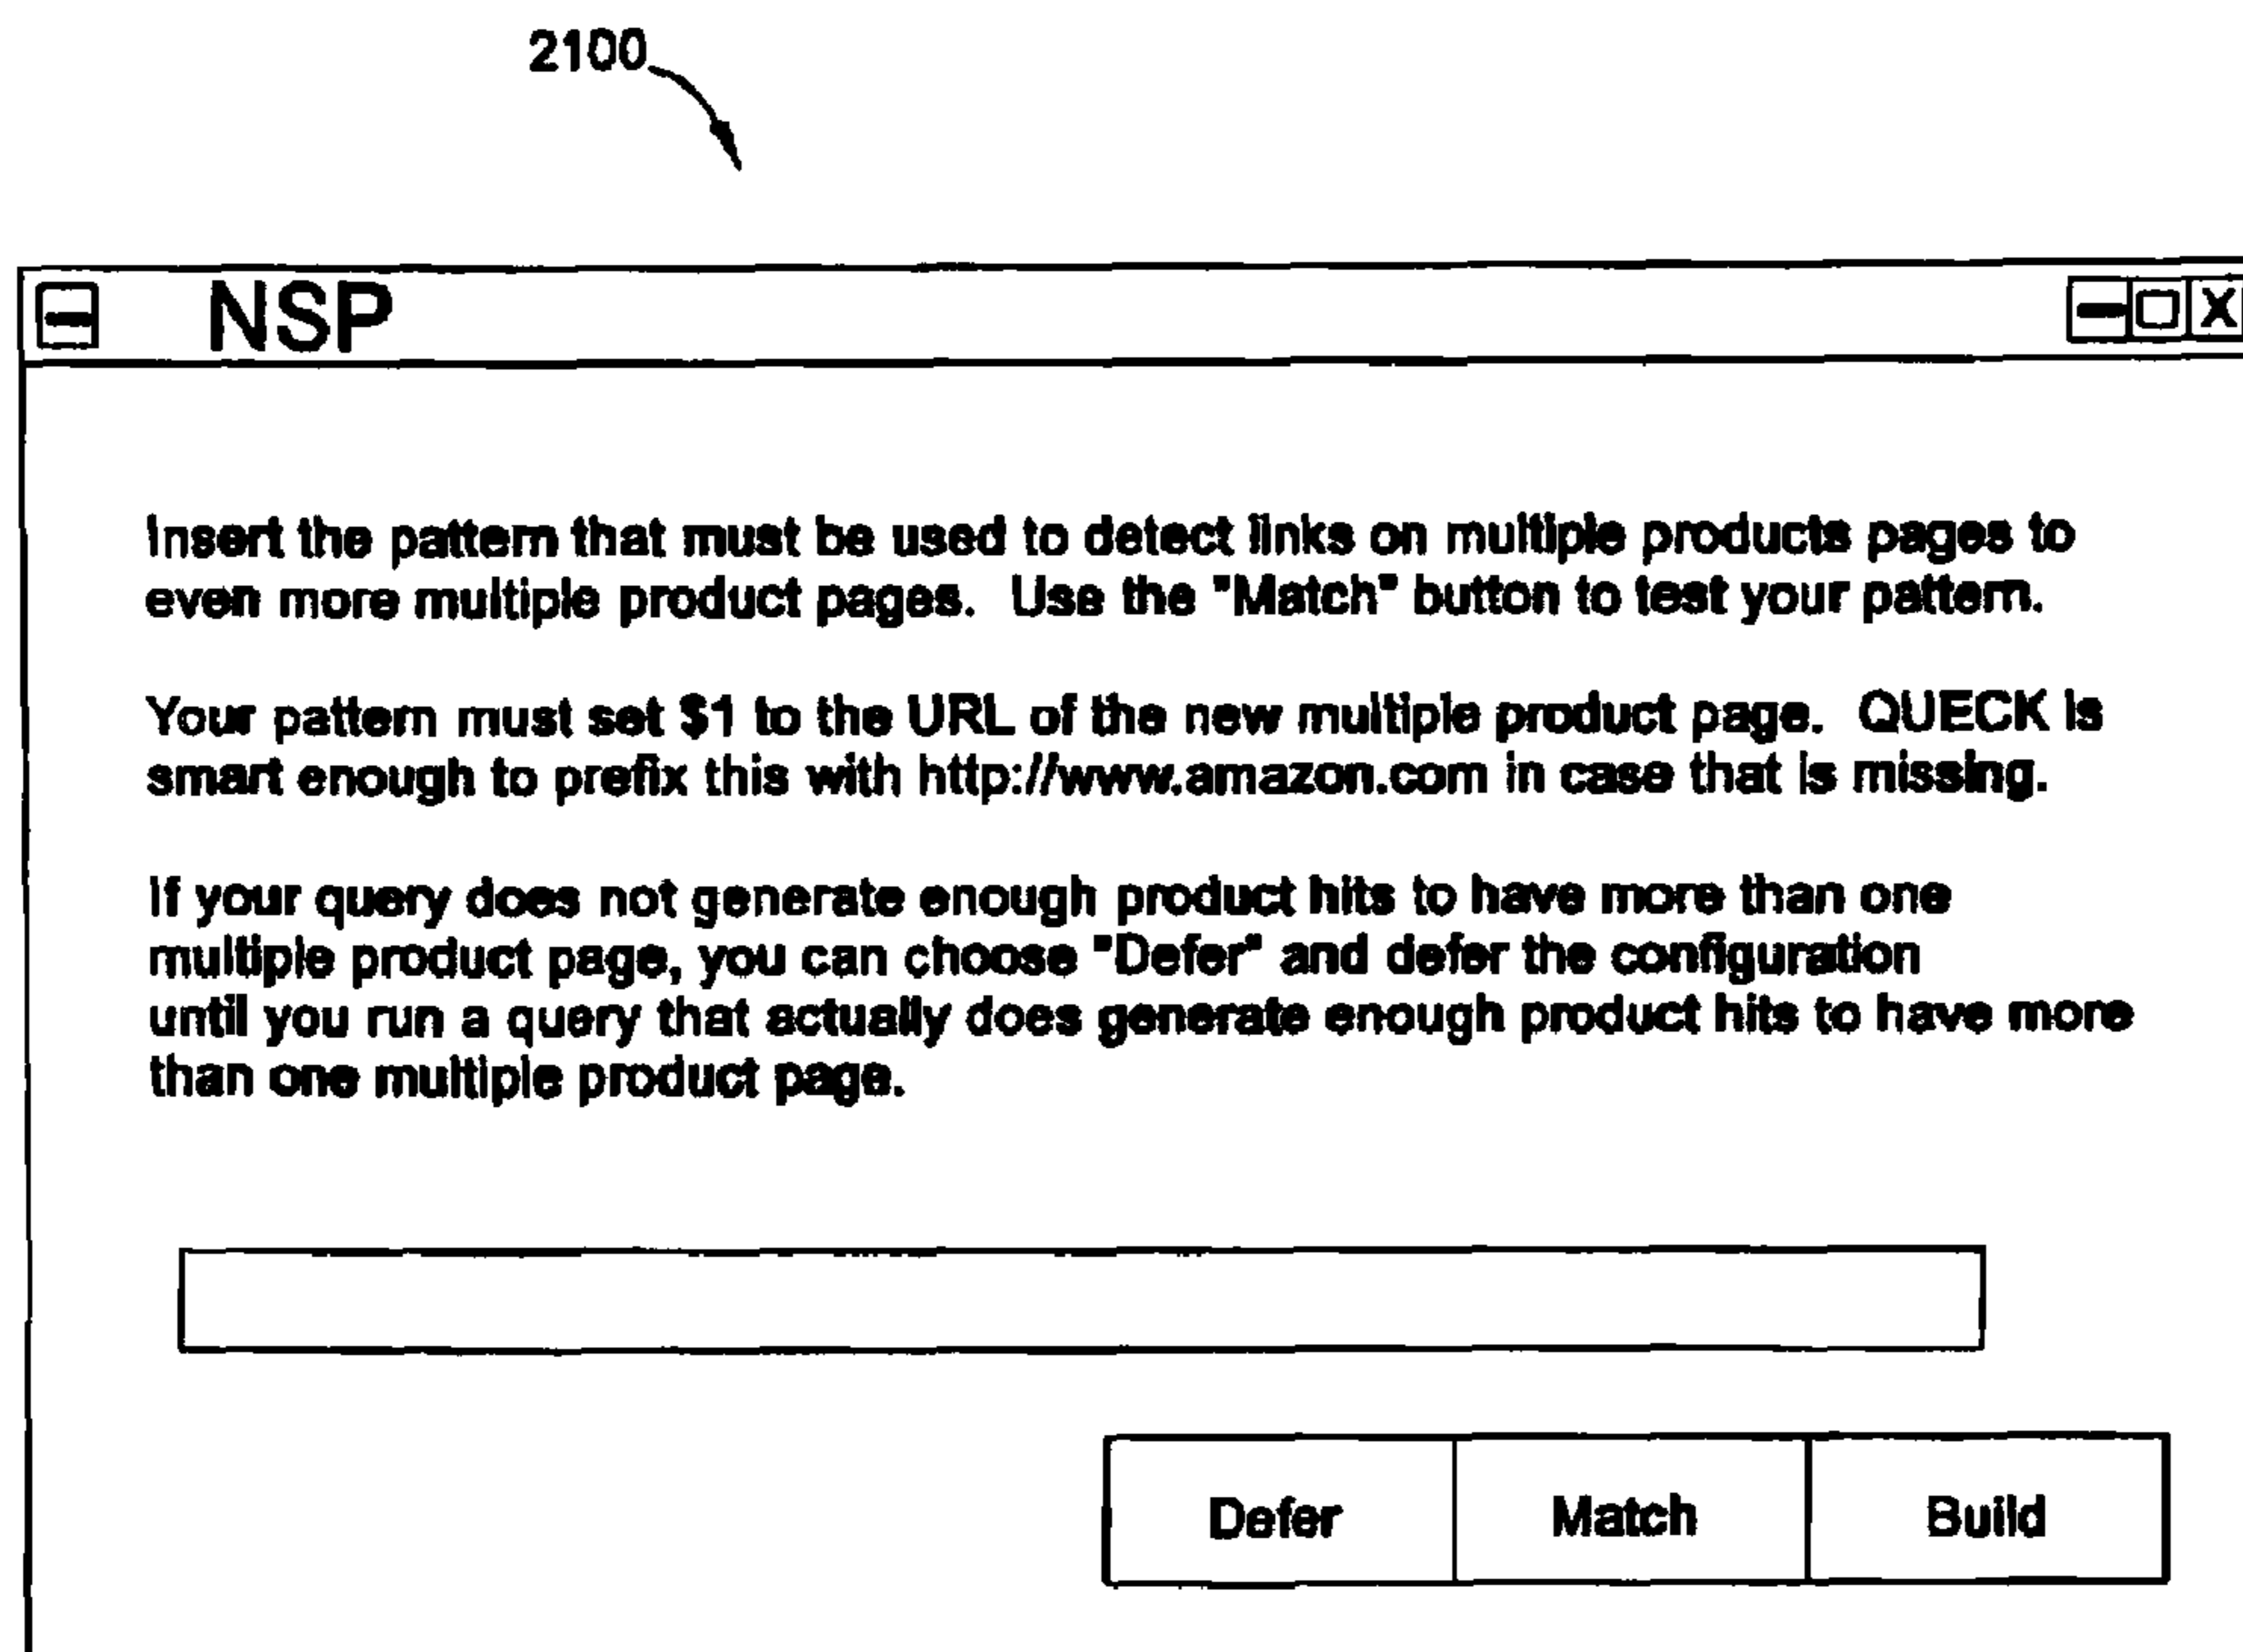 2100
NSP
Insert the pattern that must be used to detect links on multiple products pages to
even more multiple product pages. Use the "Match" button to test your pattern.
Your pattern must set $1 to the URL of the new multiple product page. QUECK is
smart enough to prefix this with http://www.amazon.com in case that is missing.
If your query does not generate enough product hits to have more than one
multiple product page, you can choose "Defer" and defer the configuration
until you run a query that actually does generate enough product hits to have more
than one multiple product page.
Defer Match Build